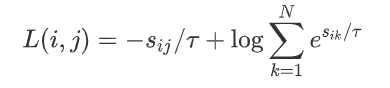 L(i, j) = −s_{ij}/τ + log ∑_{k=1}^{N} e^{s_{ik}/τ}